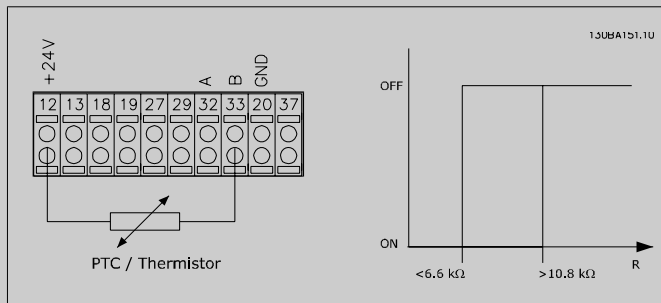 130BA151.10
+24V
A
B
GND
12 13 18 19 27 29 32 33 20 37
PTC / Thermistor
OFF
ON
R
<6.6 kΩ
>10.8 kΩ